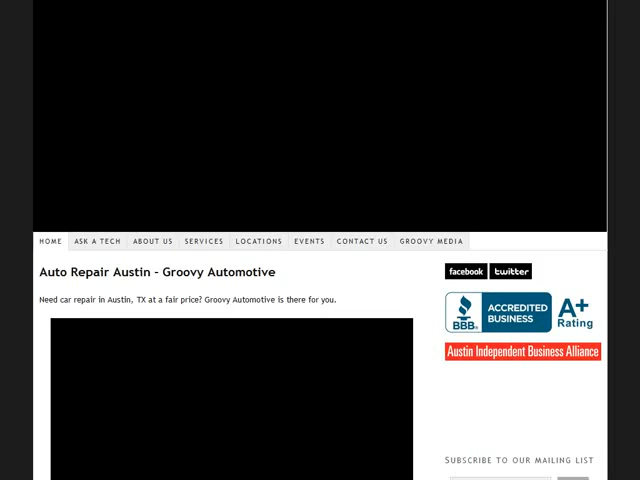 HOME ASK A TECH ABOUT US SERVICES LOCATIONS EVENTS CONTACT US GROOVY MEDIA
Auto Repair Austin – Groovy Automotive
Need car repair in Austin, TX at a fair price? Groovy Automotive is there for you.
facebook twitter
BBB. ACCREDITED BUSINESS A+ Rating
Austin Independent Business Alliance
SUBSCRIBE TO OUR MAILING LIST